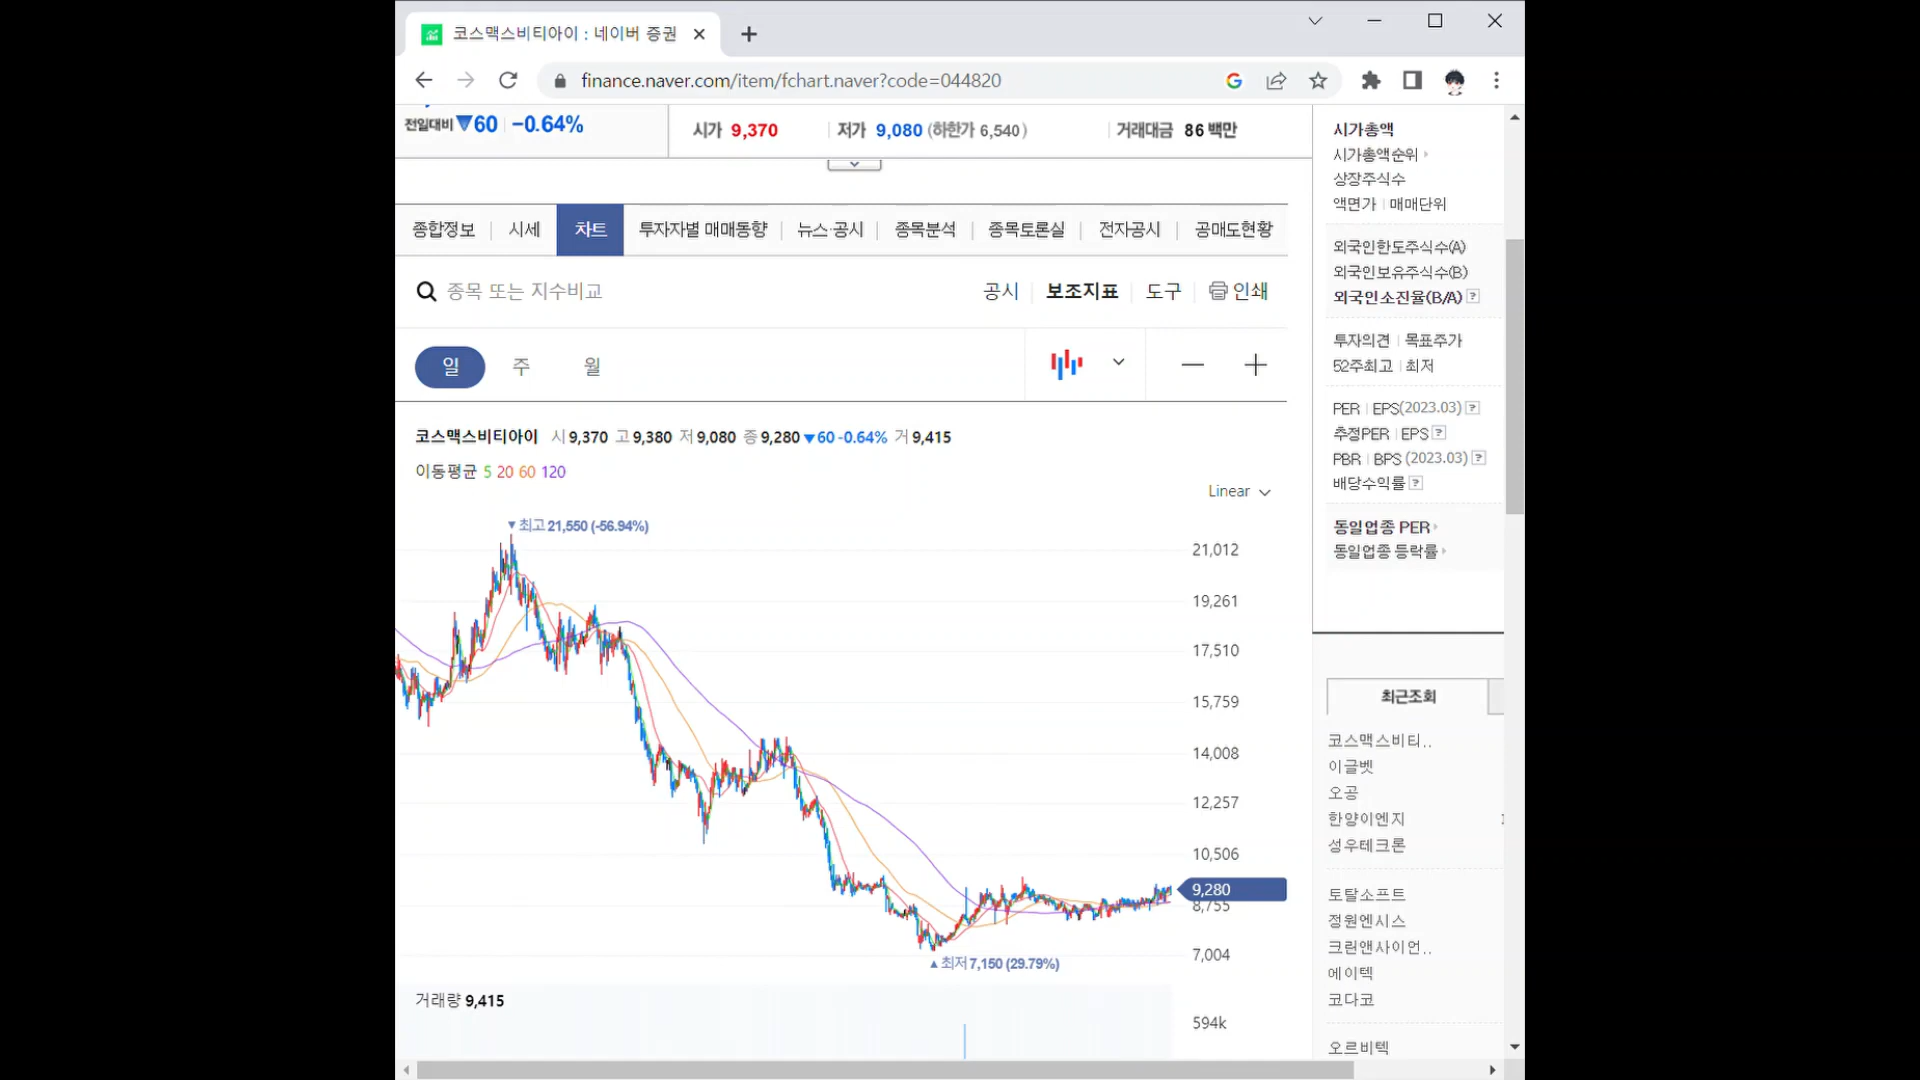 코스맥스비티아이 : 네이버 증권
finance.naver.com/item/fchart.naver?code=044820
전일대비 ▼60 −0.64%
시가 9,370 저가 9,080 (하한가 6,540) 거래대금 86 백만
종합정보 시세 차트 투자자별 매매동향 뉴스·공시 종목분석 종목토론실 전자공시 공매도현황
종목 또는 지수비교
공시 보조지표 도구 인쇄
일 주 월
코스맥스비티아이 시 9,370 고 9,380 저 9,080 종 9,280 ▼60 -0.64% 거 9,415
이동평균 5 20 60 120
Linear
▼최고 21,550 (-56.94%)
21,012
19,261
17,510
15,759
14,008
12,257
10,506
9,280
8,755
7,004
▲최저 7,150 (29.79%)
거래량 9,415
594k
시가총액
시가총액순위
상장주식수
액면가 | 매매단위
외국인한도주식수(A)
외국인보유주식수(B)
외국인소진율(B/A) ?
투자의견 | 목표주가
52주최고 | 최저
PER | EPS(2023.03) ?
추정PER | EPS ?
PBR | BPS (2023.03) ?
배당수익률 ?
동일업종 PER
동일업종 등락률
최근조회
코스맥스비티..
이글벳
오공
한양이엔지
성우테크론
토탈소프트
정원엔시스
크린앤사이언..
에이텍
코다코
오르비텍